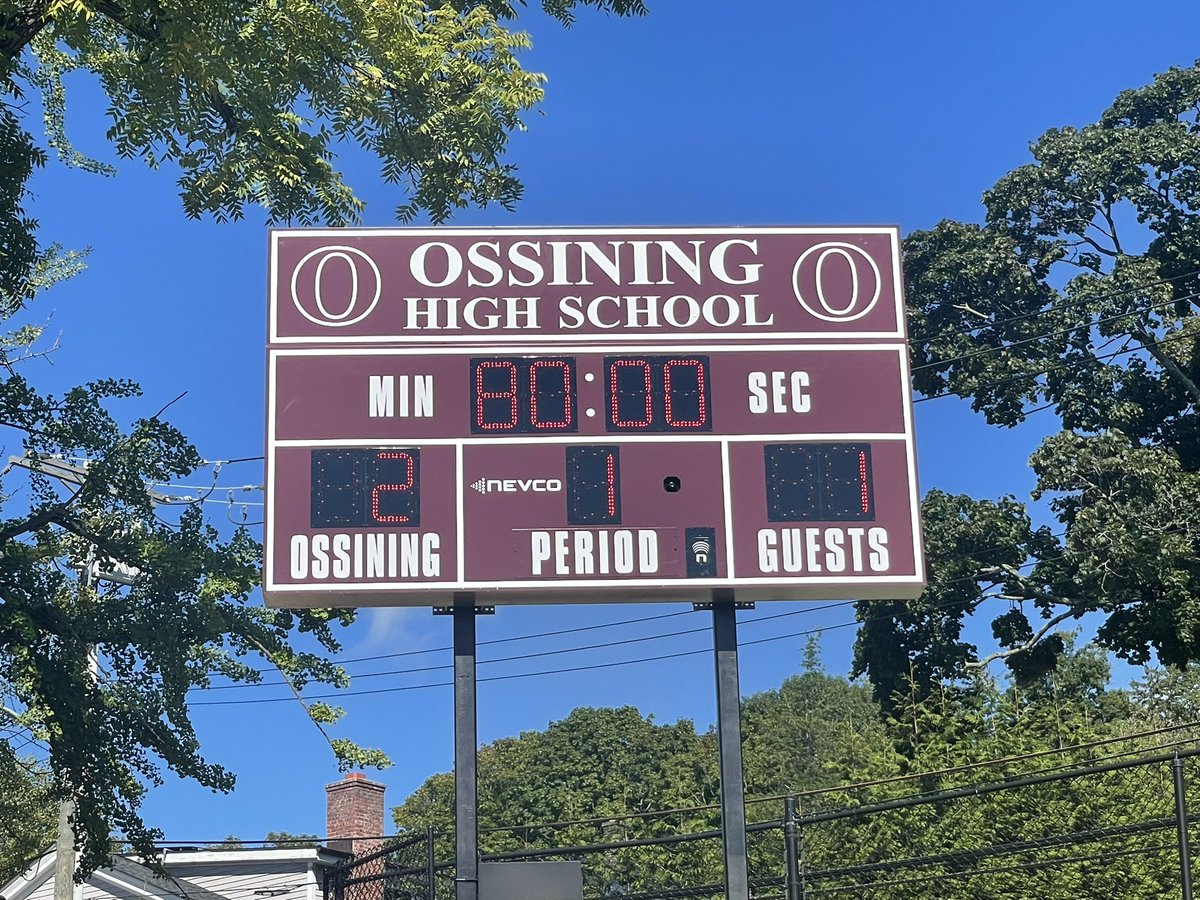 O OSSINING O
HIGH SCHOOL
MIN 80:00 SEC
2 NEVCO 1 1
OSSINING PERIOD GUESTS